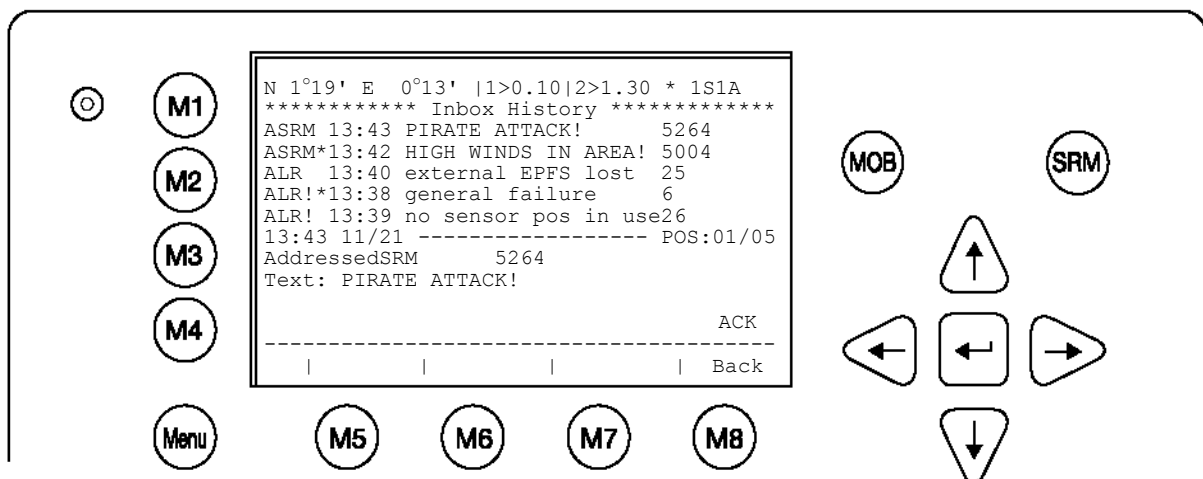 N 1°19' E 0°13' |1>0.10|2>1.30 * 1S1A
************ Inbox History *************
ASRM 13:43 PIRATE ATTACK! 5264
ASRM*13:42 HIGH WINDS IN AREA! 5004
ALR 13:40 external EPFS lost 25
ALR!*13:38 general failure 6
ALR! 13:39 no sensor pos in use26
13:43 11/21 ------------------ POS:01/05
AddressedSRM 5264
Text: PIRATE ATTACK!
ACK
----------------------------------------
| | | | Back
M1
M2
M3
M4
Menu
M5
M6
M7
M8
MOB
SRM